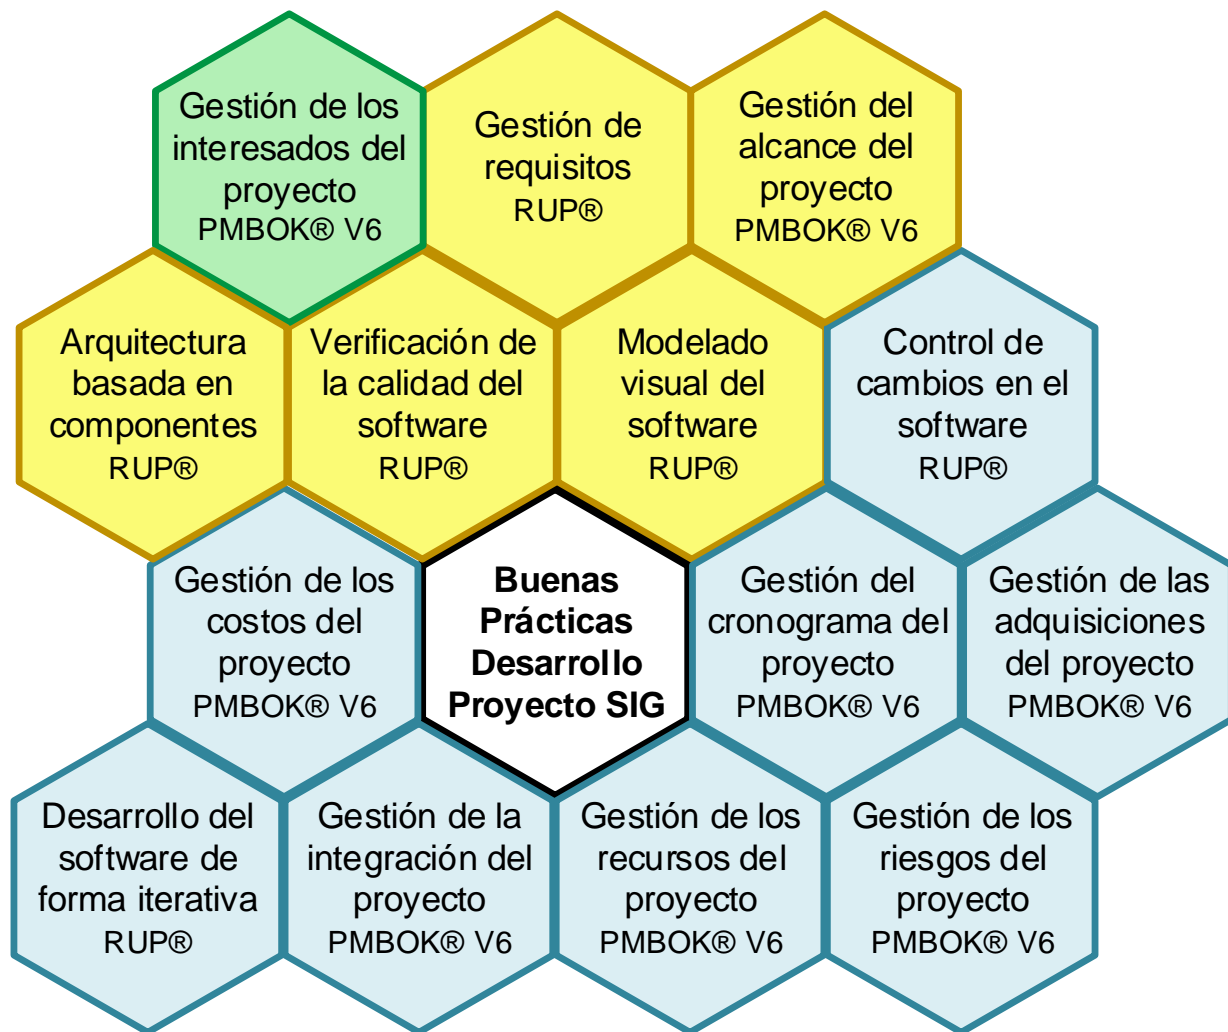 Gestión de los
interesados del
proyecto
PMBOK® V6
Gestión de
requisitos
RUP®
Gestión del
alcance del
proyecto
PMBOK® V6
Arquitectura
basada en
componentes
RUP®
Verificación de
la calidad del
software
RUP®
Modelado
visual del
software
RUP®
Control de
cambios en el
software
RUP®
Gestión de los
costos del
proyecto
PMBOK® V6
Buenas
Prácticas
Desarrollo
Proyecto SIG
Gestión del
cronograma del
proyecto
PMBOK® V6
Gestión de las
adquisiciones
del proyecto
PMBOK® V6
Desarrollo del
software de
forma iterativa
RUP®
Gestión de la
integración del
proyecto
PMBOK® V6
Gestión de los
recursos del
proyecto
PMBOK® V6
Gestión de los
riesgos del
proyecto
PMBOK® V6